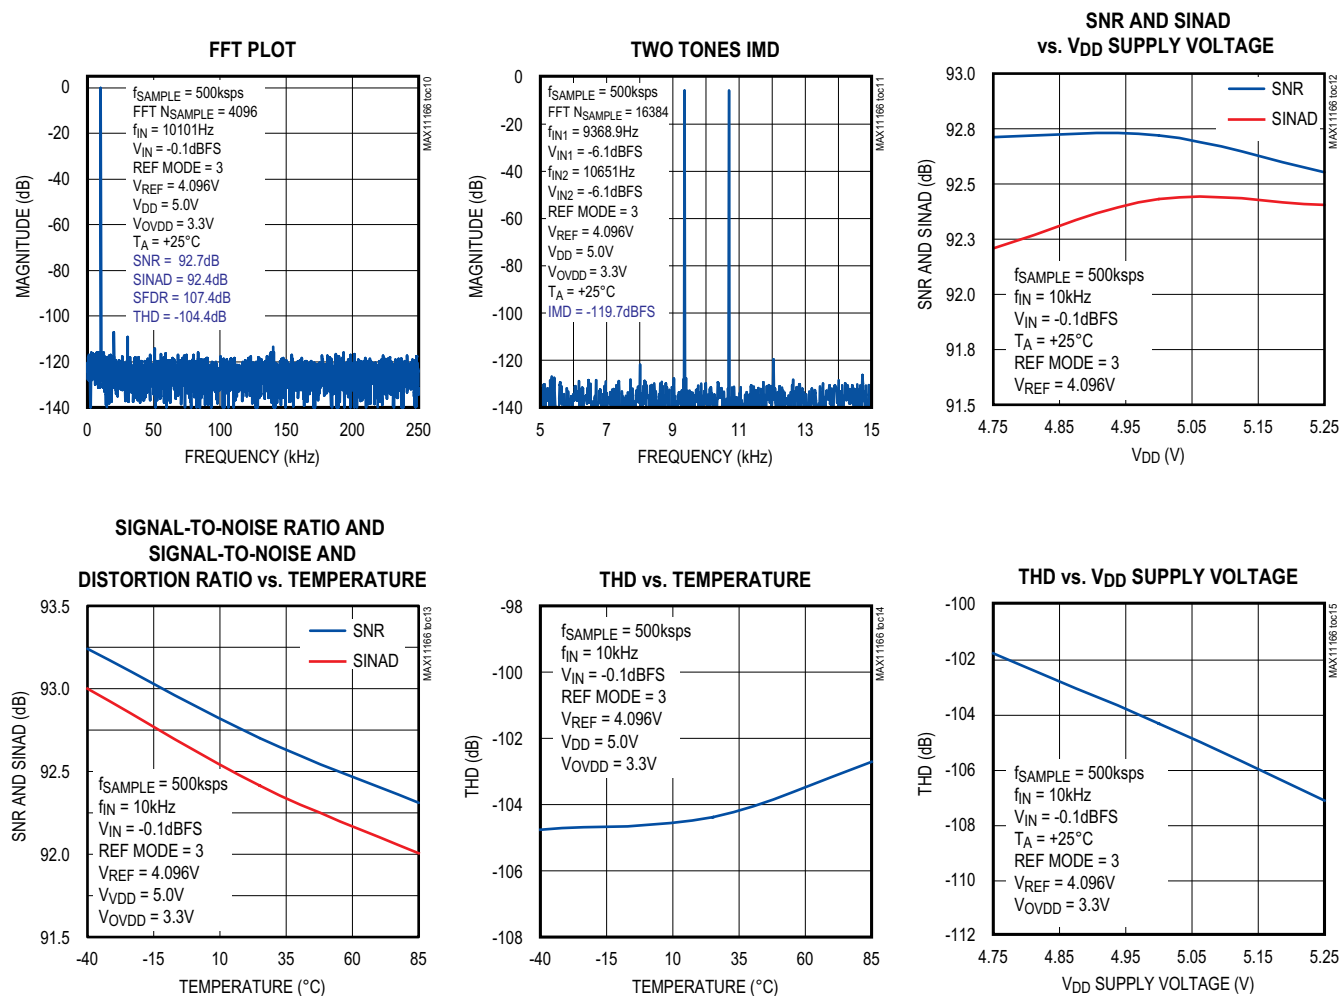 FFT PLOT
MAGNITUDE (dB)
0
-20
-40
-60
-80
-100
-120
-140
0 50 100 150 200 250
FREQUENCY (kHz)
fSAMPLE = 500ksps
FFT NSAMPLE = 4096
fIN = 10101Hz
VIN = -0.1dBFS
REF MODE = 3
VREF = 4.096V
VDD = 5.0V
VOVDD = 3.3V
TA = +25°C
SNR = 92.7dB
SINAD = 92.4dB
SFDR = 107.4dB
THD = -104.4dB
MAX11166 toc10
TWO TONES IMD
MAGNITUDE (dB)
0
-20
-40
-60
-80
-100
-120
-140
5 7 9 11 13 15
FREQUENCY (kHz)
fSAMPLE = 500ksps
FFT NSAMPLE = 16384
fIN1 = 9368.9Hz
VIN1 = -6.1dBFS
fIN2 = 10651Hz
VIN2 = -6.1dBFS
REF MODE = 3
VREF = 4.096V
VDD = 5.0V
VOVDD = 3.3V
TA = +25°C
IMD = -119.7dBFS
MAX11166 toc11
SNR AND SINAD
vs. VDD SUPPLY VOLTAGE
SNR AND SINAD (dB)
93.0
92.8
92.5
92.3
92.0
91.8
91.5
4.75 4.85 4.95 5.05 5.15 5.25
VDD (V)
SNR
SINAD
fSAMPLE = 500ksps
fIN = 10kHz
VIN = -0.1dBFS
TA = +25°C
REF MODE = 3
VREF = 4.096V
MAX11166 toc12
SIGNAL-TO-NOISE RATIO AND
SIGNAL-TO-NOISE AND
DISTORTION RATIO vs. TEMPERATURE
SNR AND SINAD (dB)
93.5
93.0
92.5
92.0
91.5
-40 -15 10 35 60 85
TEMPERATURE (°C)
SNR
SINAD
fSAMPLE = 500ksps
fIN = 10kHz
VIN = -0.1dBFS
REF MODE = 3
VREF = 4.096V
VVDD = 5.0V
VOVDD = 3.3V
MAX11166 toc13
THD vs. TEMPERATURE
THD (dB)
-98
-100
-102
-104
-106
-108
-40 -15 10 35 60 85
TEMPERATURE (°C)
fSAMPLE = 500ksps
fIN = 10kHz
VIN = -0.1dBFS
REF MODE = 3
VREF = 4.096V
VDD = 5.0V
VOVDD = 3.3V
MAX11166 toc14
THD vs. VDD SUPPLY VOLTAGE
THD (dB)
-100
-102
-104
-106
-108
-110
-112
4.75 4.85 4.95 5.05 5.15 5.25
VDD SUPPLY VOLTAGE (V)
fSAMPLE = 500ksps
fIN = 10kHz
VIN = -0.1dBFS
TA = +25°C
REF MODE = 3
VREF = 4.096V
VOVDD = 3.3V
MAX11166 toc15